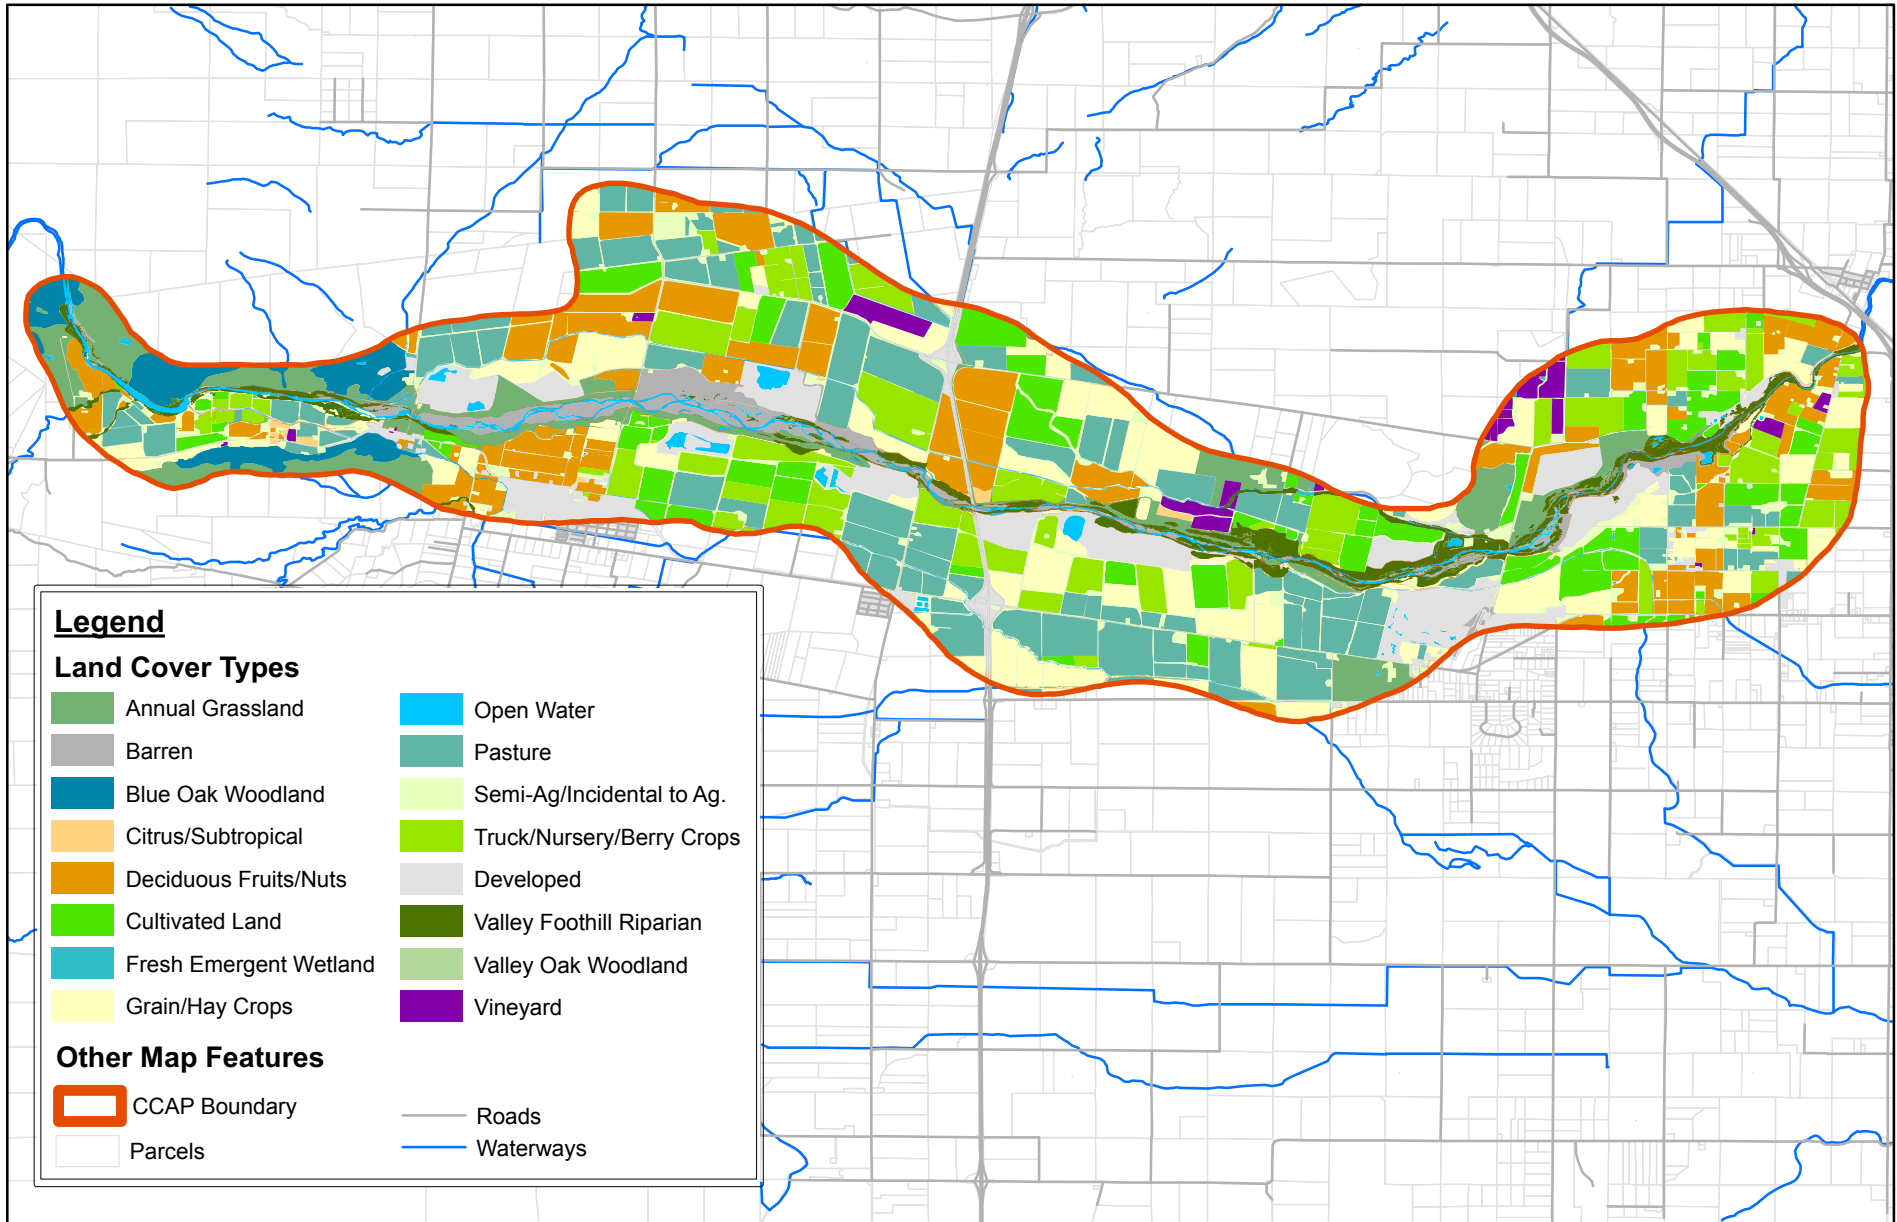 Legend
Land Cover Types
Annual Grassland
Barren
Blue Oak Woodland
Citrus/Subtropical
Deciduous Fruits/Nuts
Cultivated Land
Fresh Emergent Wetland
Grain/Hay Crops
Open Water
Pasture
Semi-Ag/Incidental to Ag.
Truck/Nursery/Berry Crops
Developed
Valley Foothill Riparian
Valley Oak Woodland
Vineyard
Other Map Features
CCAP Boundary
Parcels
Roads
Waterways